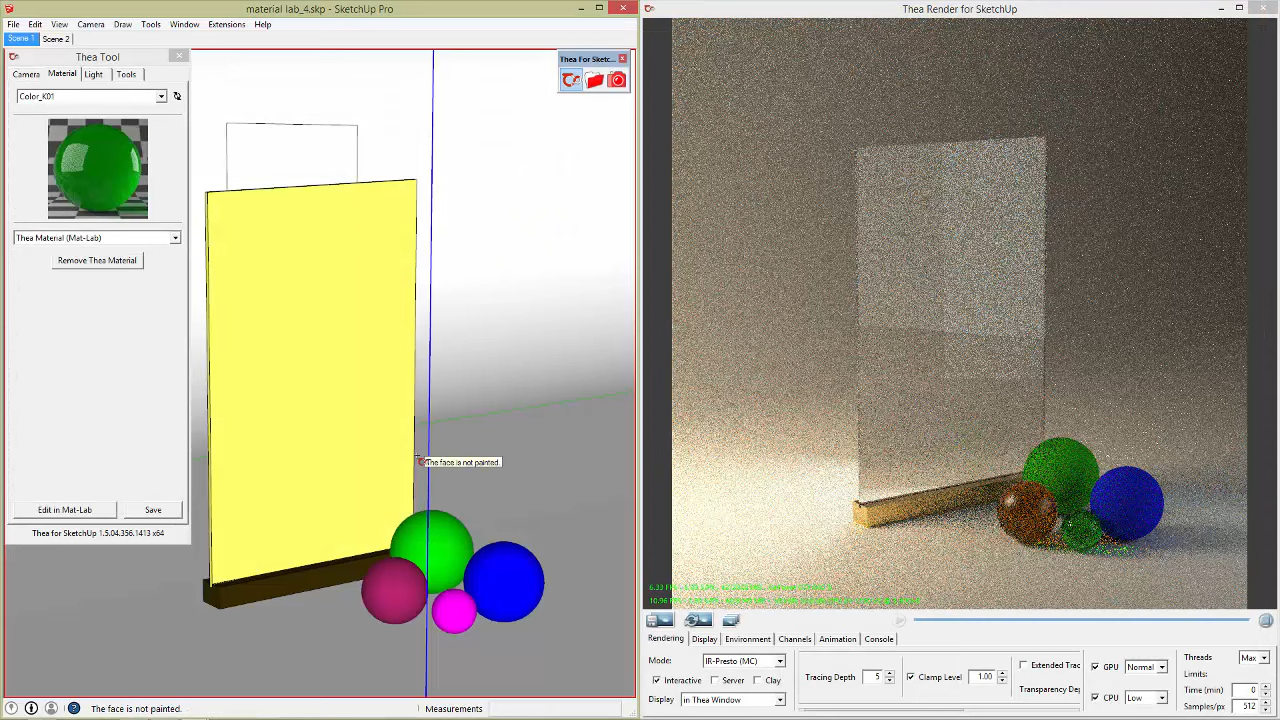 material lab_4.skp - SketchUp Pro
Thea Render for SketchUp
File Edit View Camera Draw Tools Window Extensions Help
Scene 1 Scene 2
Thea Tool
Thea For Sketc...
Camera Material Light Tools
Color_K01
Thea Material (Mat-Lab)
Remove Thea Material
The face is not painted.
Edit in Mat-Lab Save
Thea for SketchUp 1.5.04.356.1413 x64
Rendering Display Environment Channels Animation Console
Mode: IR-Presto (MC)
Interactive Server Clay
Display in Thea Window
Tracing Depth 5
Clamp Level 1.00
Extended Trac
Transparency De
GPU Normal
CPU Low
Threads Max
Limits:
Time (min) 0
Samples/px 512
The face is not painted.
Measurements